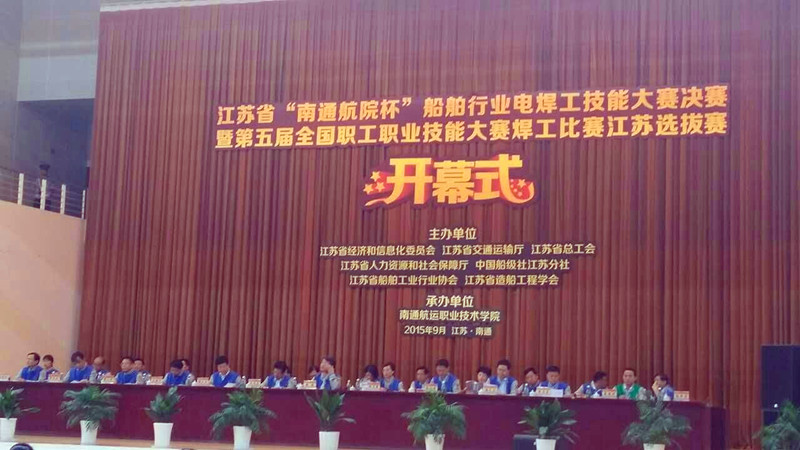 江苏省“南通航院杯”船舶行业电焊工技能大赛决赛
暨第五届全国职工职业技能大赛焊工比赛江苏选拔赛
开幕式
主办单位
江苏省经济和信息化委员会 江苏省交通运输厅 江苏省总工会
江苏省人力资源和社会保障厅 中国船级社江苏分社
江苏省船舶工业行业协会 江苏省造船工程学会
承办单位
南通航运职业技术学院
2015年9月 江苏·南通